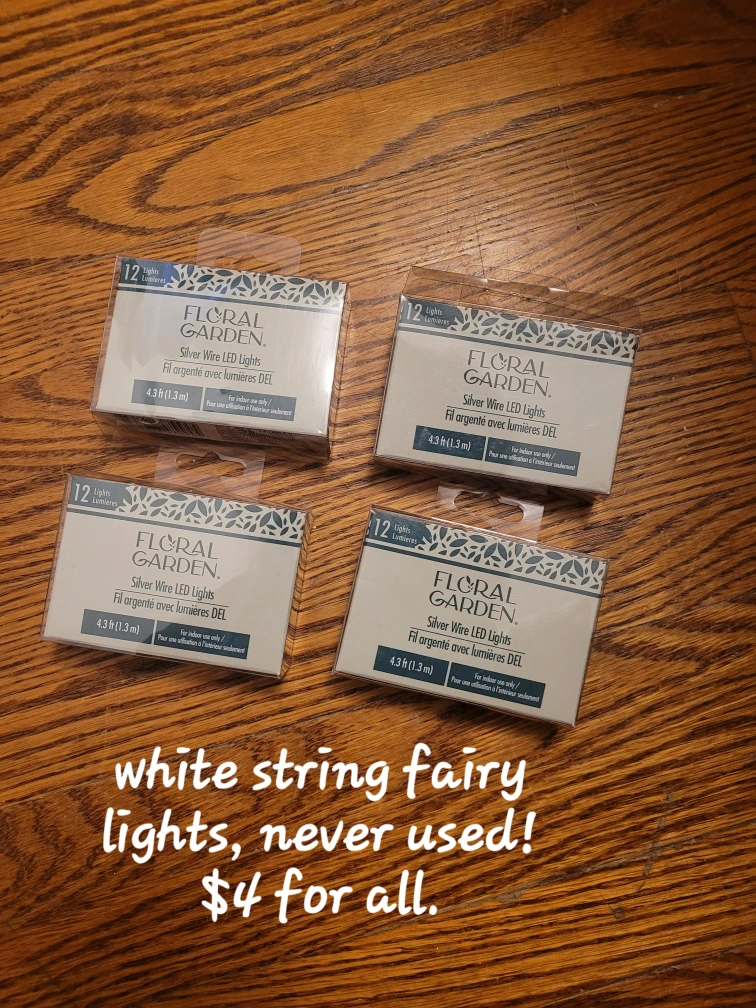 12 Lights
Lumières
FLORAL
GARDEN
Silver Wire LED Lights
Fil argenté avec lumières DEL
4.3 ft (1.3 m)
For indoor use only /
Pour une utilisation à l'intérieur seulement
12 Lights
Lumières
FLORAL
GARDEN
Silver Wire LED Lights
Fil argenté avec lumières DEL
4.3 ft (1.3 m)
For indoor use only /
Pour une utilisation à l'intérieur seulement
12 Lights
Lumières
FLORAL
GARDEN
Silver Wire LED Lights
Fil argenté avec lumières DEL
4.3 ft (1.3 m)
For indoor use only /
Pour une utilisation à l'intérieur seulement
12 Lights
Lumières
FLORAL
GARDEN
Silver Wire LED Lights
Fil argenté avec lumières DEL
4.3 ft (1.3 m)
For indoor use only /
Pour une utilisation à l'intérieur seulement
white string fairy
lights, never used!
$4 for all.